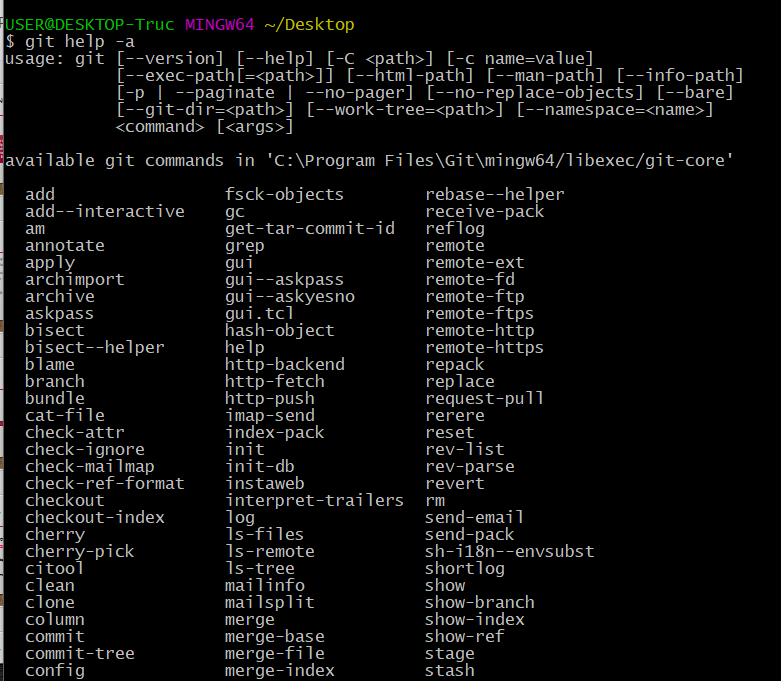 USER@DESKTOP-Truc MINGW64 ~/Desktop
$ git help -a
usage: git [--version] [--help] [-C <path>] [-c name=value]
           [--exec-path[=<path>]] [--html-path] [--man-path] [--info-path]
           [-p | --paginate | --no-pager] [--no-replace-objects] [--bare]
           [--git-dir=<path>] [--work-tree=<path>] [--namespace=<name>]
           <command> [<args>]
available git commands in 'C:\Program Files\Git\mingw64/libexec/git-core'
  add                 fsck-objects        rebase--helper
  add--interactive    gc                  receive-pack
  am                  get-tar-commit-id   reflog
  annotate            grep                remote
  apply               gui                 remote-ext
  archimport          gui--askpass        remote-fd
  archive             gui--askyesno       remote-ftp
  askpass             gui.tcl             remote-ftps
  bisect              hash-object         remote-http
  bisect--helper      help                remote-https
  blame               http-backend        repack
  branch              http-fetch          replace
  bundle              http-push           request-pull
  cat-file            imap-send           rerere
  check-attr          index-pack          reset
  check-ignore        init                rev-list
  check-mailmap       init-db             rev-parse
  check-ref-format    instaweb            revert
  checkout            interpret-trailers  rm
  checkout-index      log                 send-email
  cherry              ls-files            send-pack
  cherry-pick         ls-remote           sh-i18n--envsubst
  citool              ls-tree             shortlog
  clean               mailinfo            show
  clone               mailsplit           show-branch
  column              merge               show-index
  commit              merge-base          show-ref
  commit-tree         merge-file          stage
  config              merge-index         stash